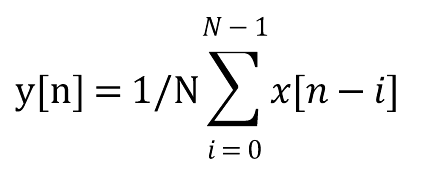 N − 1
y[n] = 1/N ∑ x[n − i]
i = 0